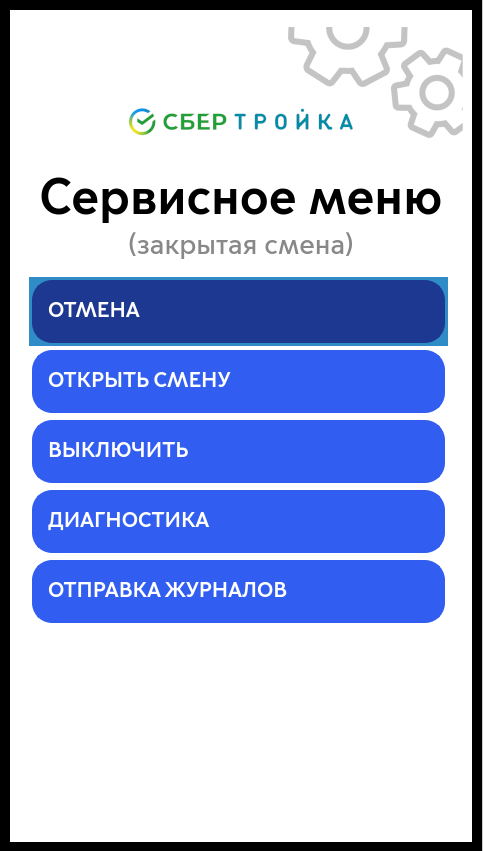 СБЕР ТРОЙКА
Сервисное меню
(закрытая смена)
ОТМЕНА
ОТКРЫТЬ СМЕНУ
ВЫКЛЮЧИТЬ
ДИАГНОСТИКА
ОТПРАВКА ЖУРНАЛОВ